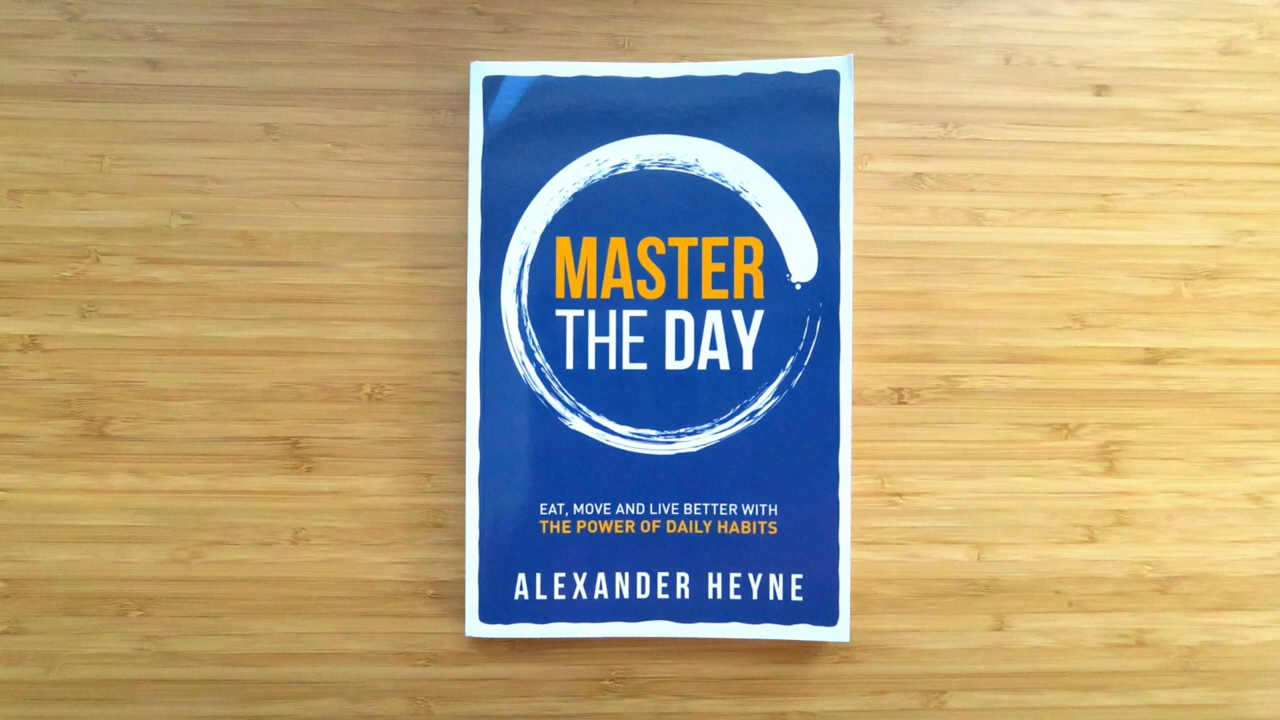 MASTER
THE DAY
EAT, MOVE AND LIVE BETTER WITH
THE POWER OF DAILY HABITS
ALEXANDER HEYNE